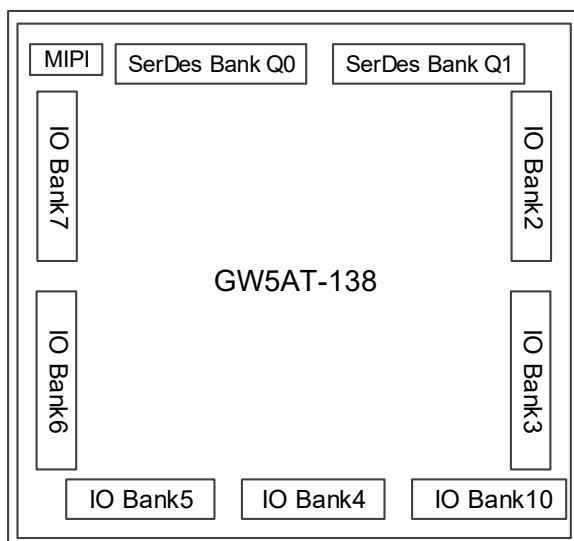 MIPI
SerDes Bank Q0
SerDes Bank Q1
IO Bank7
IO Bank2
GW5AT-138
IO Bank6
IO Bank3
IO Bank5
IO Bank4
IO Bank10